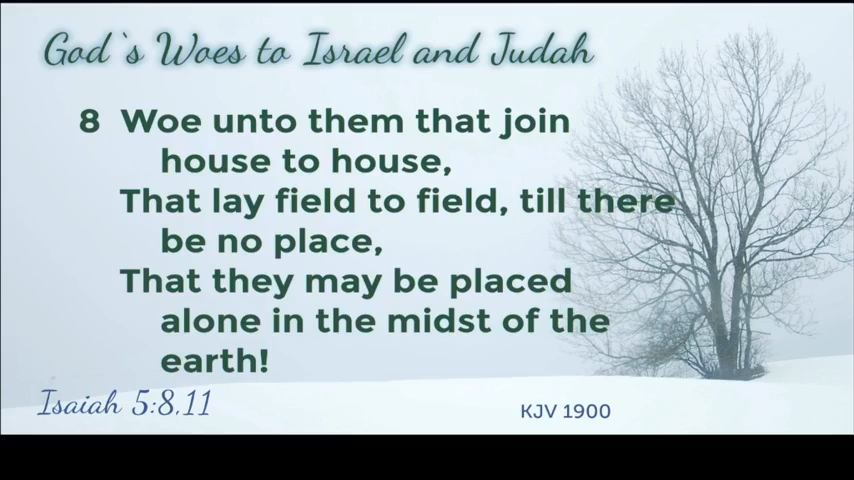 God`s Woes to Israel and Judah
8 Woe unto them that join
house to house,
That lay field to field, till there
be no place,
That they may be placed
alone in the midst of the
earth!
Isaiah 5:8,11
KJV 1900